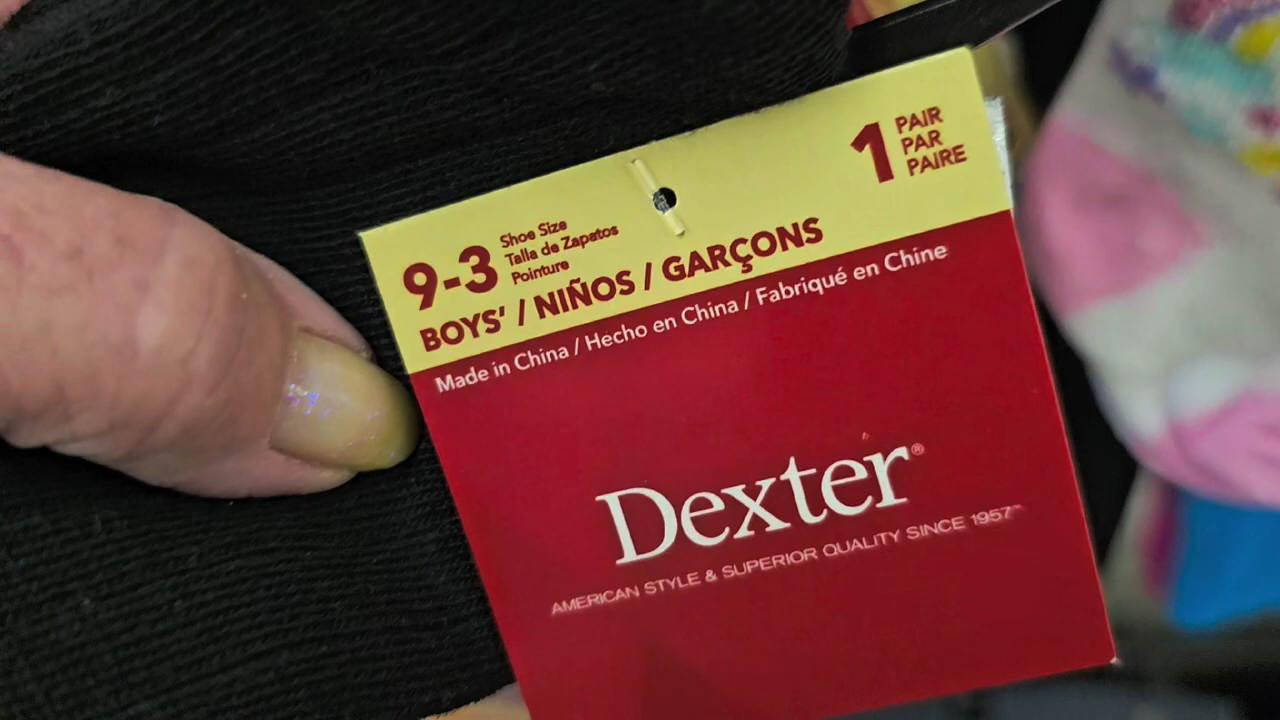 1
PAIR
PAR
PAIRE
9-3
Shoe Size
Talla de Zapatos
Pointure
BOYS' / NIÑOS / GARÇONS
Made in China / Hecho en China / Fabriqué en Chine
Dexter®
AMERICAN STYLE & SUPERIOR QUALITY SINCE 1957™